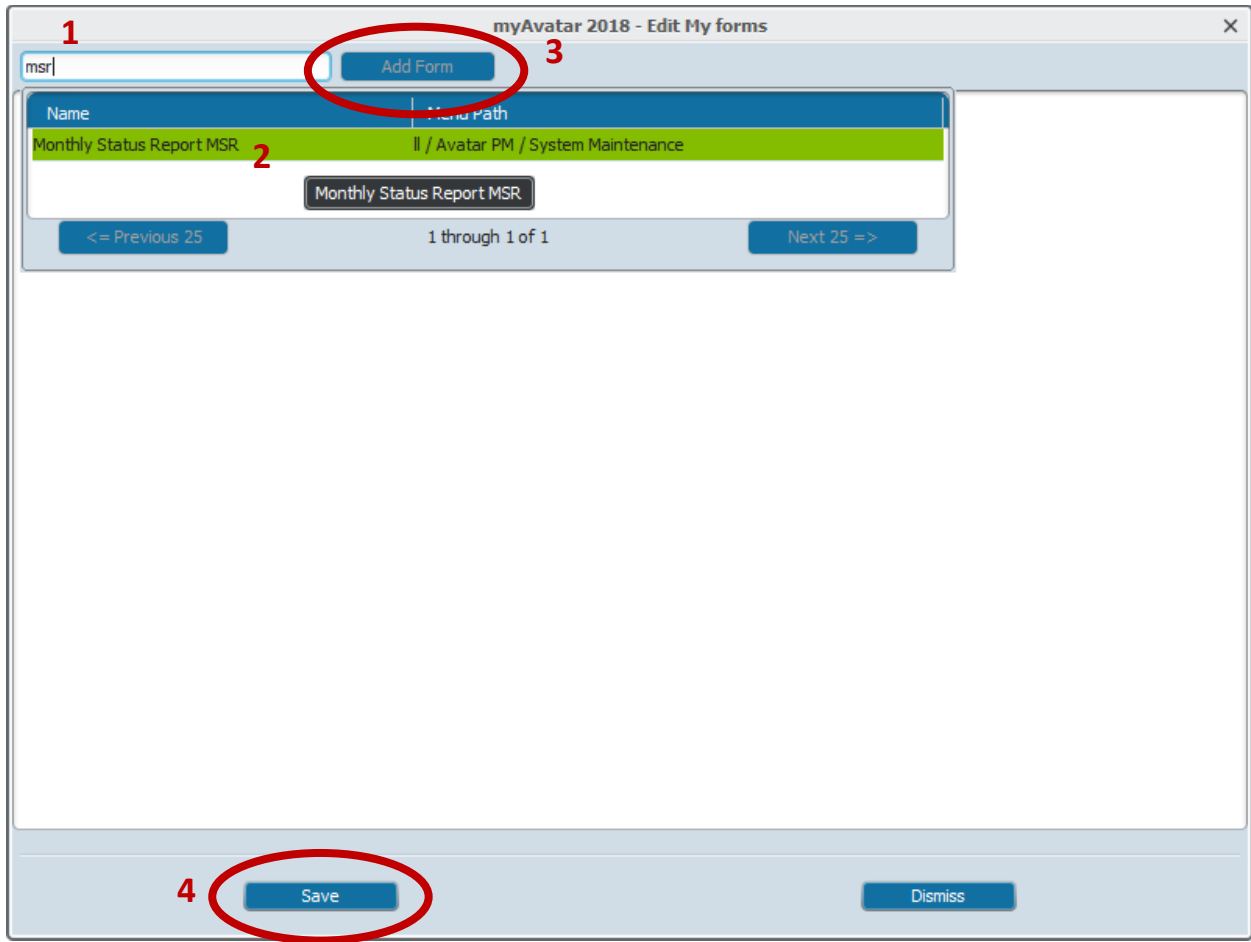 myAvatar 2018 - Edit My forms
1
msr
Add Form
3
Name Menu Path
Monthly Status Report MSR 2 ll / Avatar PM / System Maintenance
Monthly Status Report MSR
<= Previous 25 1 through 1 of 1 Next 25 =>
4 Save Dismiss